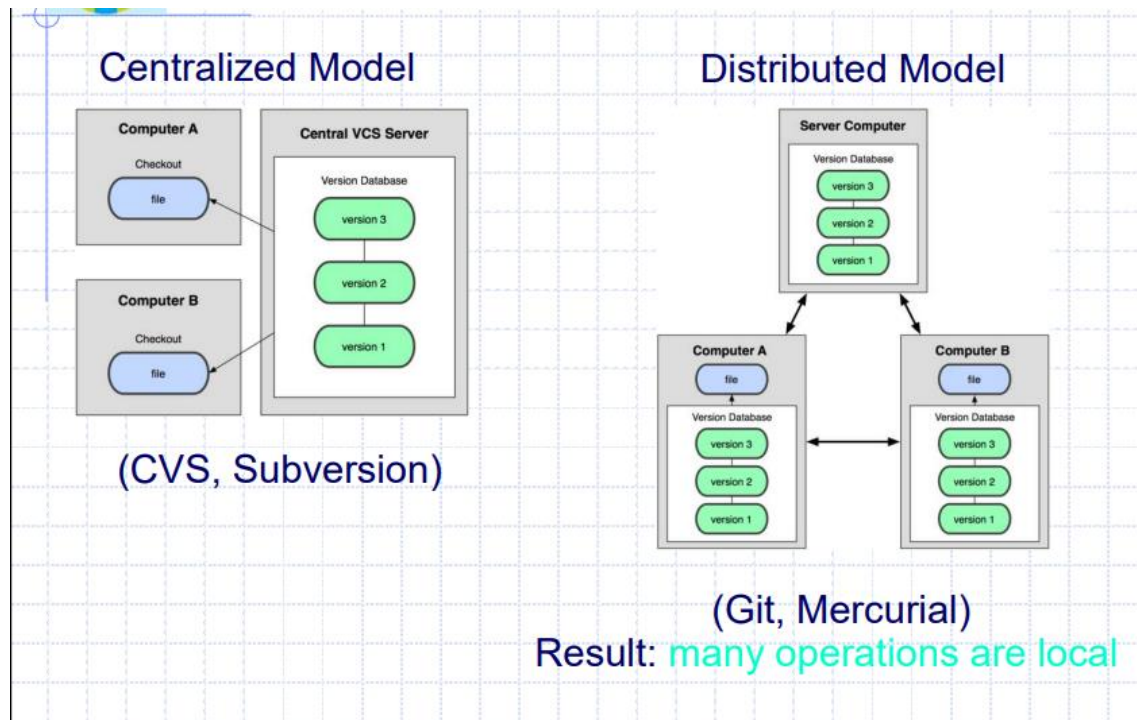 Centralized Model
Computer A
Checkout
file
Computer B
Checkout
file
Central VCS Server
Version Database
version 3
version 2
version 1
(CVS, Subversion)
Distributed Model
Server Computer
Version Database
version 3
version 2
version 1
Computer A
file
Version Database
version 3
version 2
version 1
Computer B
file
Version Database
version 3
version 2
version 1
(Git, Mercurial)
Result: many operations are local